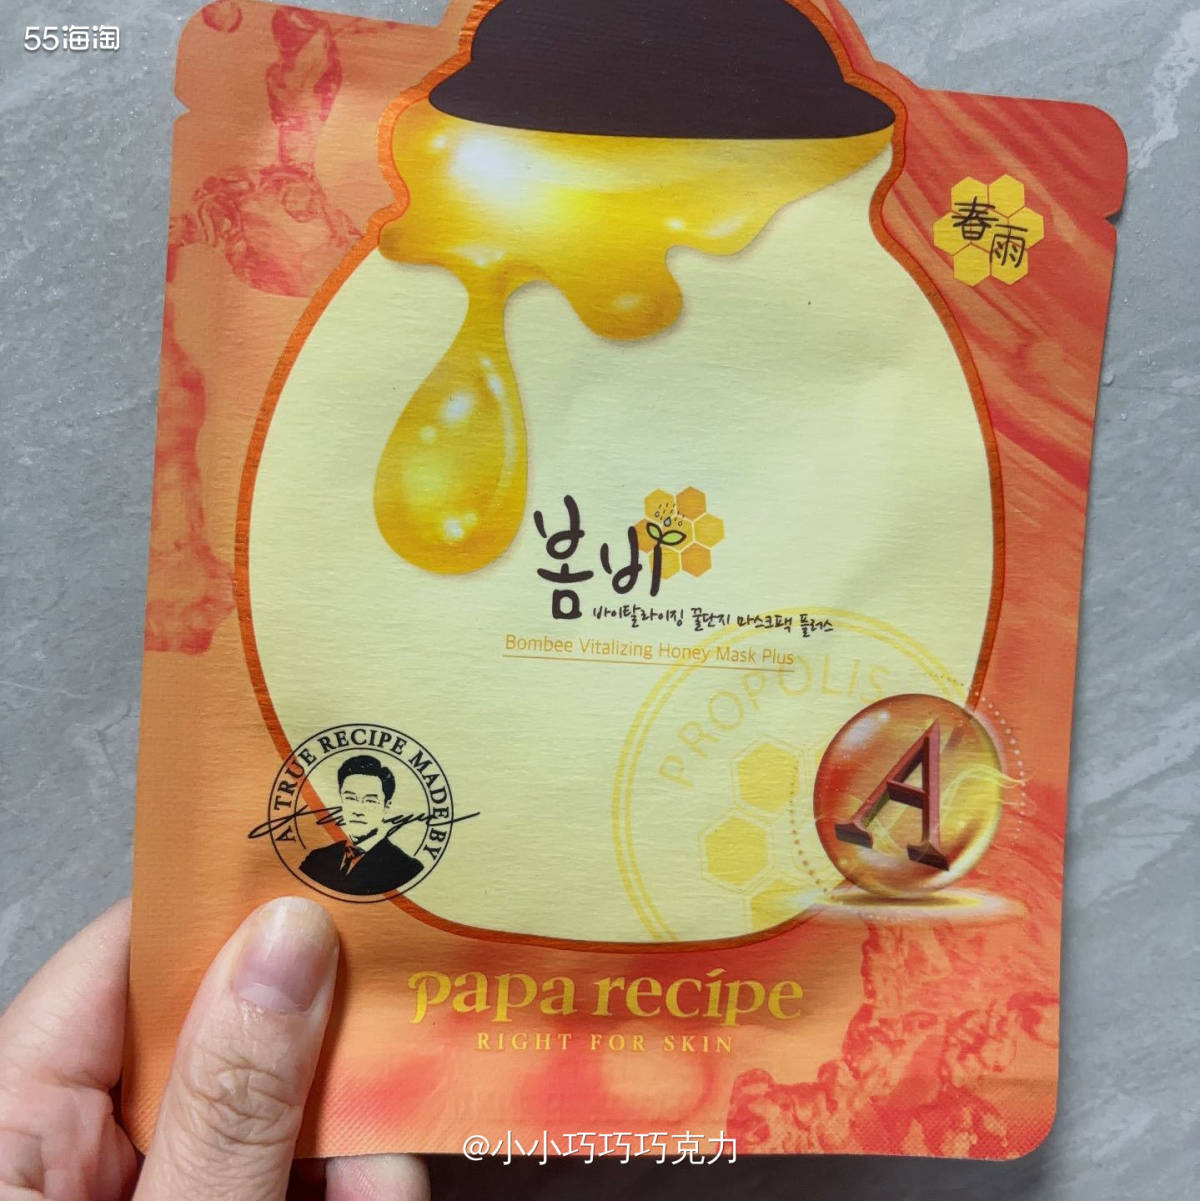 55海淘
春雨
봄비
바이탈라이징 꿀단지 마스크팩 플러스
Bombee Vitalizing Honey Mask Plus
PROPOLIS
A
A TRUE RECIPE MADE BY
papa recipe
RIGHT FOR SKIN
@小小巧巧巧克力